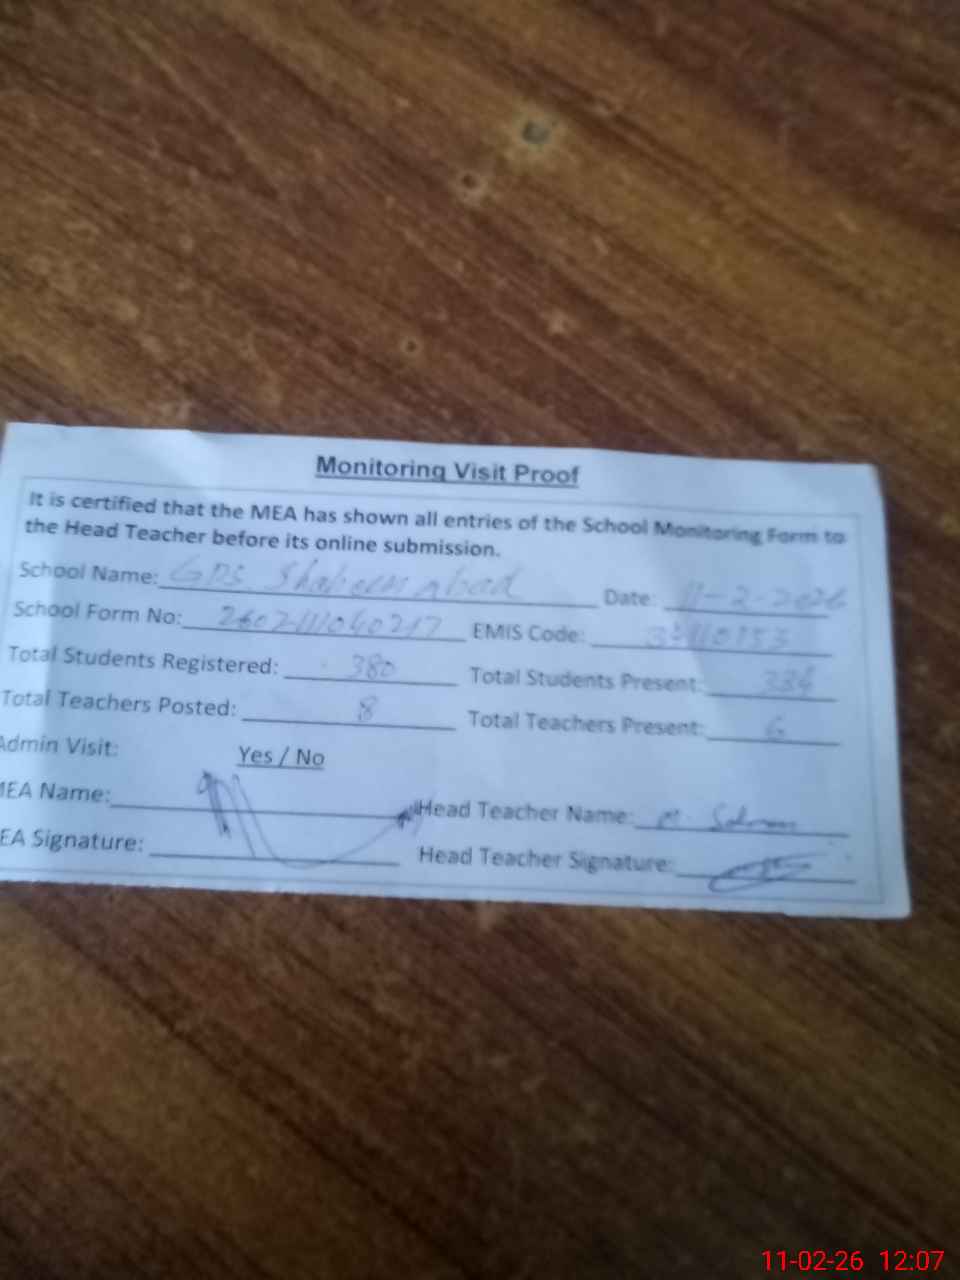 Monitoring Visit Proof
It is certified that the MEA has shown all entries of the School Monitoring Form to
the Head Teacher before its online submission.
School Name: GPS Date: 11-2-2026
School Form No: EMIS Code:
Total Students Registered: 380 Total Students Present:
Total Teachers Posted: 8 Total Teachers Present: 6
Admin Visit: Yes / No
MEA Name: Head Teacher Name: M.
EA Signature: Head Teacher Signature:
11-02-26 12:07